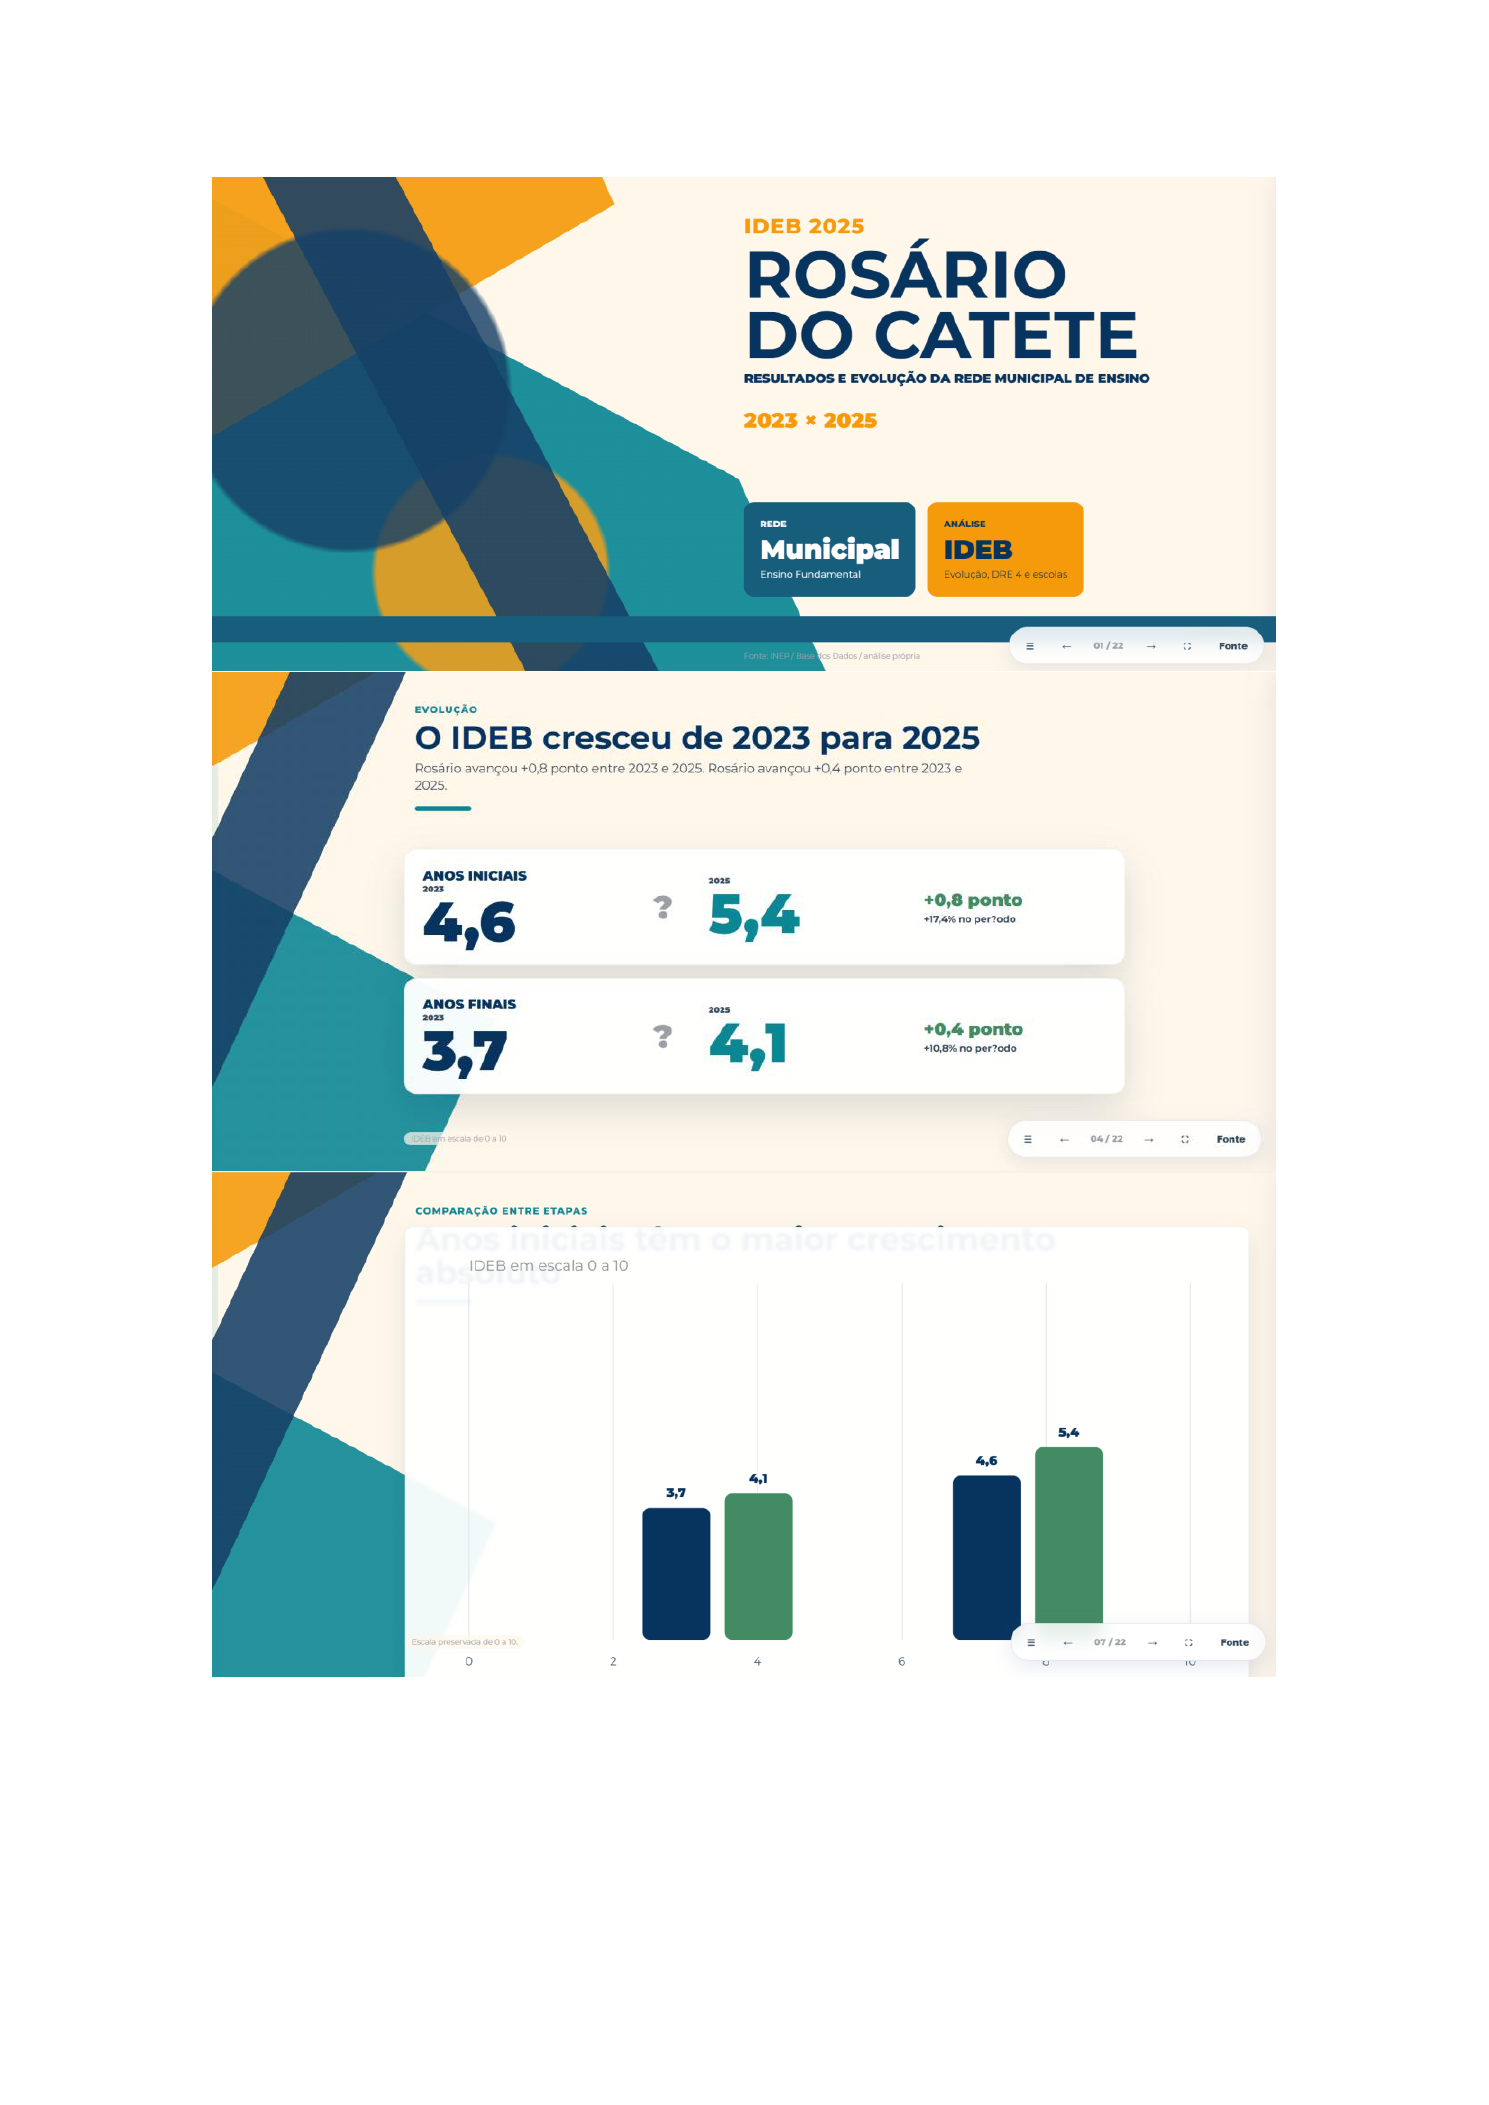 IDEB 2025
ROSÁRIO
DO CATETE
RESULTADOS E EVOLUÇÃO DA REDE MUNICIPAL DE ENSINO
2023 × 2025
REDE
Municipal
Ensino Fundamental
ANÁLISE
IDEB
Evolução, DRE 4 e escolas
Fonte: INEP / Base dos Dados / análise própria
☰ ← 01 / 22 → ⛶ Fonte
EVOLUÇÃO
O IDEB cresceu de 2023 para 2025
Rosário avançou +0,8 ponto entre 2023 e 2025. Rosário avançou +0,4 ponto entre 2023 e
2025.
ANOS INICIAIS
2023
4,6
?
2025
5,4
+0,8 ponto
+17,4% no per?odo
ANOS FINAIS
2023
3,7
?
2025
4,1
+0,4 ponto
+10,8% no per?odo
IDEB em escala de 0 a 10
☰ ← 04 / 22 → ⛶ Fonte
COMPARAÇÃO ENTRE ETAPAS
Anos iniciais têm o maior crescimento
absoluto
IDEB em escala 0 a 10
3,7
4,1
4,6
5,4
Escala preservada de 0 a 10.
☰ ← 07 / 22 → ⛶ Fonte
0 2 4 6 8 10